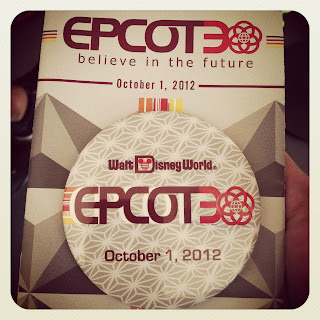 EPCOT30
believe in the future
October 1, 2012
Walt Disney World®
EPCOT30
October 1, 2012